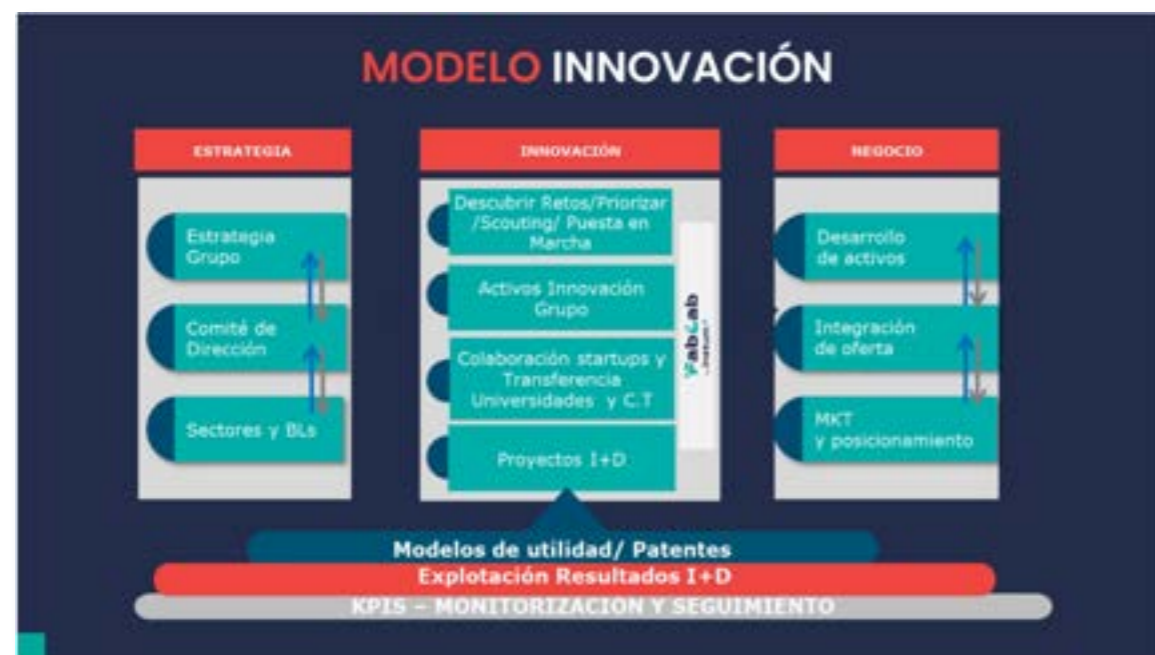 MODELO INNOVACIÓN
ESTRATEGIA
Estrategia
Grupo
Comité de
Dirección
Sectores y BLs
INNOVACIÓN
Descubrir Retos/Priorizar
/Scouting/ Puesta en
Marcha
Activos Innovación
Grupo
Colaboración startups y
Transferencia
Universidades y C.T
Proyectos I+D
FabLab
NEGOCIO
Desarrollo
de activos
Integración
de oferta
MKT
y posicionamiento
Modelos de utilidad/ Patentes
Explotación Resultados I+D
KPIS – MONITORIZACION Y SEGUIMIENTO